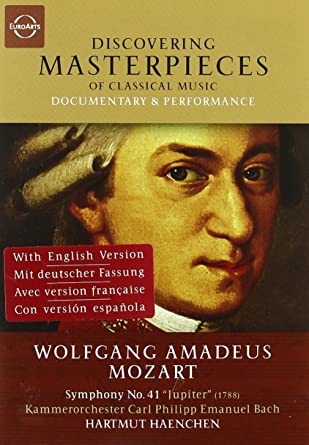 EUROARTS
DISCOVERING
MASTERPIECES
OF CLASSICAL MUSIC
DOCUMENTARY & PERFORMANCE
With English Version
Mit deutscher Fassung
Avec version française
Con versión española
WOLFGANG AMADEUS
MOZART
Symphony No. 41 "Jupiter" (1788)
Kammerorchester Carl Philipp Emanuel Bach
HARTMUT HAENCHEN